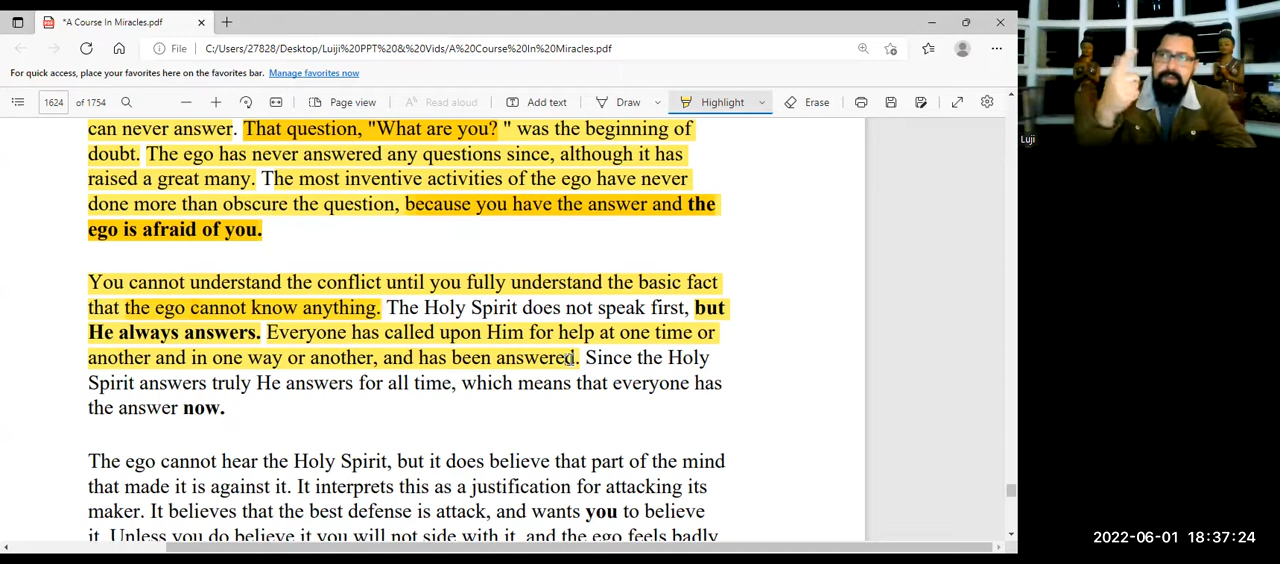 *A Course In Miracles.pdf
File C:/Users/27828/Desktop/Luiji%20PPT%20&%20Vids/A%20Course%20In%20Miracles.pdf
For quick access, place your favorites here on the favorites bar. Manage favorites now
1624 of 1754 Page view Read aloud Add text Draw Highlight Erase
can never answer. That question, "What are you? " was the beginning of
doubt. The ego has never answered any questions since, although it has
raised a great many. The most inventive activities of the ego have never
done more than obscure the question, because you have the answer and the
ego is afraid of you.
You cannot understand the conflict until you fully understand the basic fact
that the ego cannot know anything. The Holy Spirit does not speak first, but
He always answers. Everyone has called upon Him for help at one time or
another and in one way or another, and has been answered. Since the Holy
Spirit answers truly He answers for all time, which means that everyone has
the answer now.
The ego cannot hear the Holy Spirit, but it does believe that part of the mind
that made it is against it. It interprets this as a justification for attacking its
maker. It believes that the best defense is attack, and wants you to believe
it. Unless you do believe it you will not side with it, and the ego feels badly
Luji
2022-06-01 18:37:24